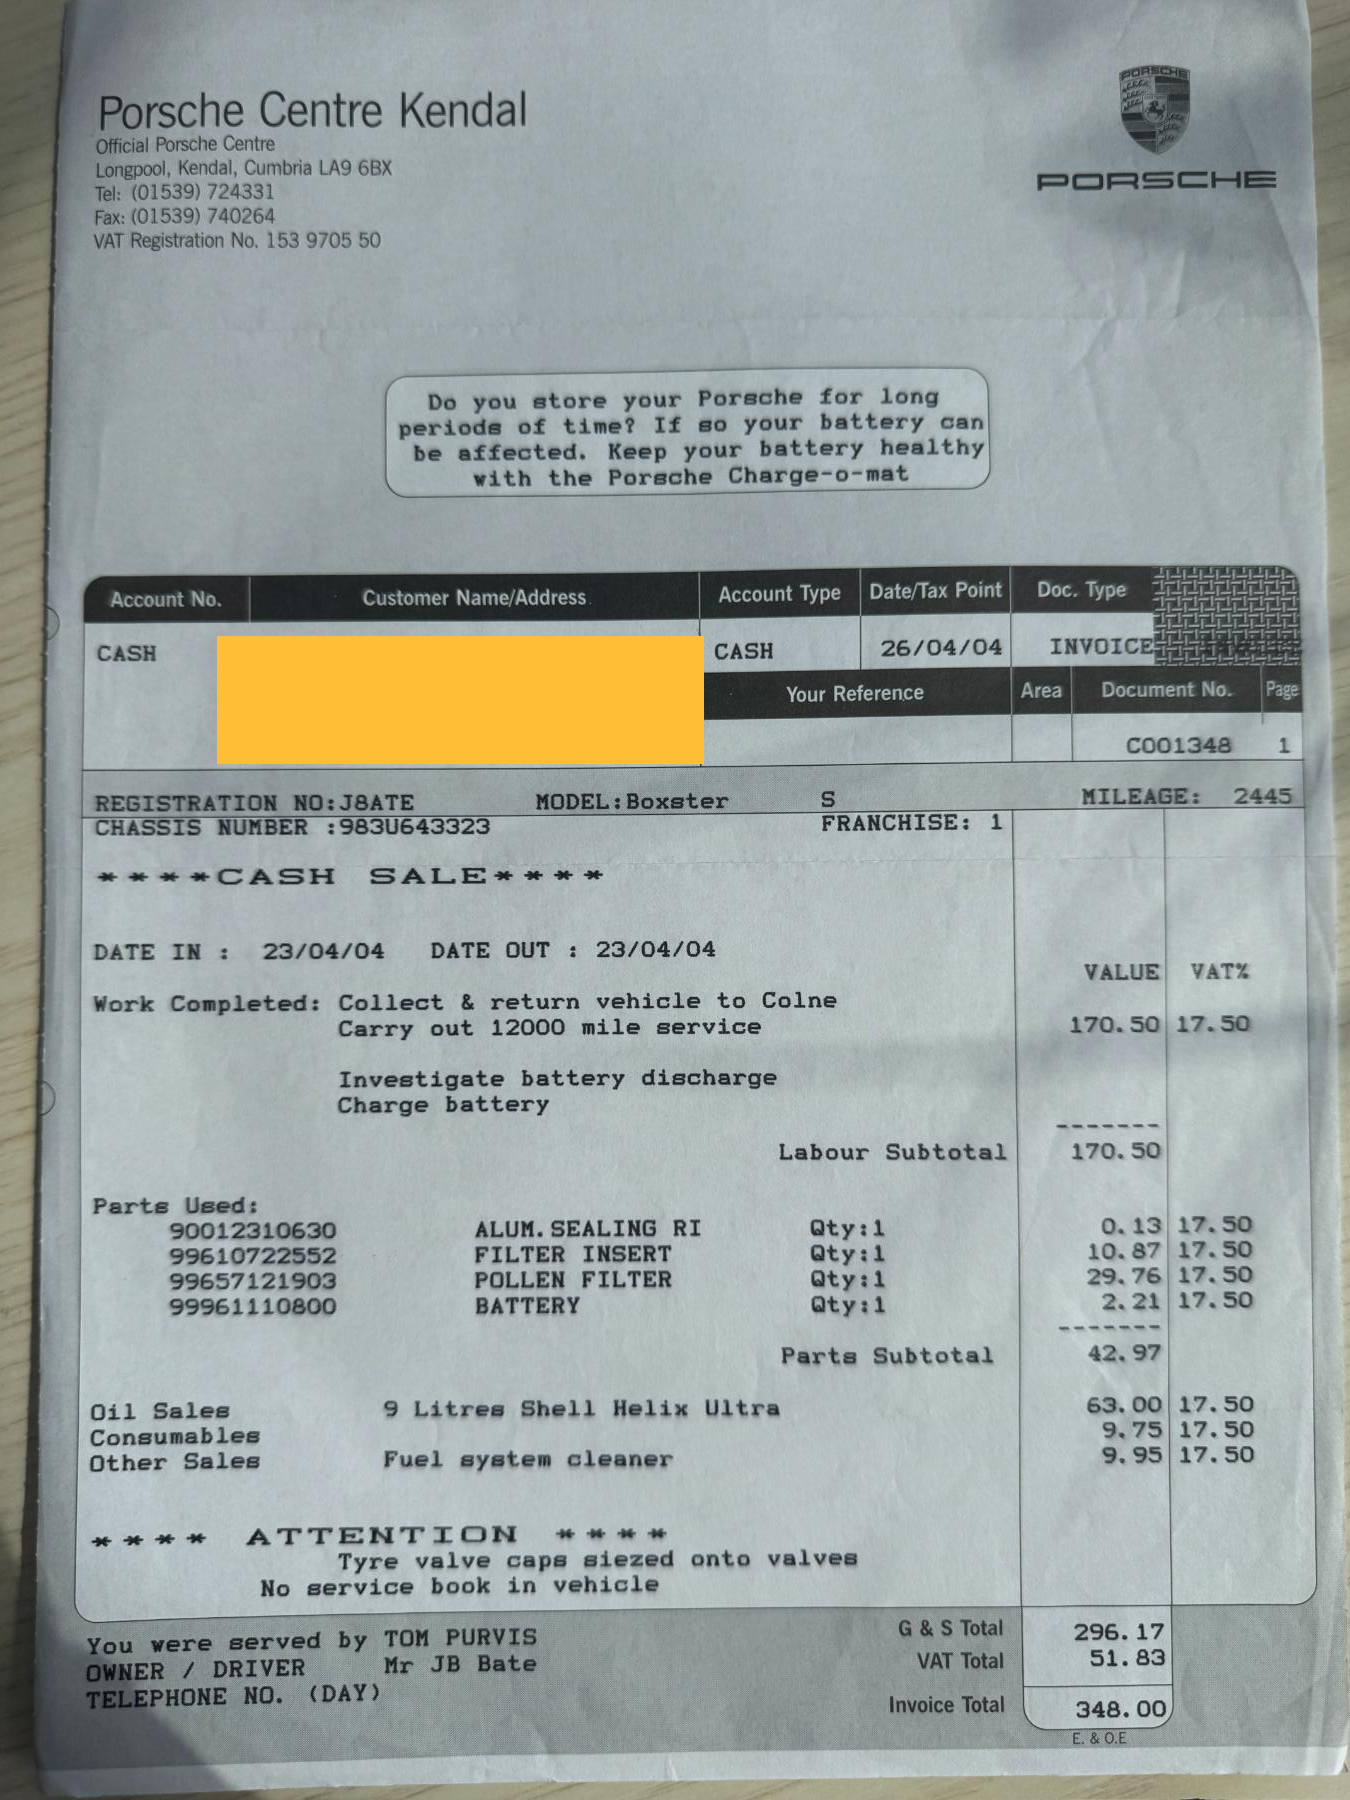 Porsche Centre Kendal
Official Porsche Centre
Longpool, Kendal, Cumbria LA9 6BX
Tel: (01539) 724331
Fax: (01539) 740264
VAT Registration No. 153 9705 50
PORSCHE
PORSCHE
Do you store your Porsche for long
periods of time? If so your battery can
be affected. Keep your battery healthy
with the Porsche Charge-o-mat
Account No. Customer Name/Address Account Type Date/Tax Point Doc. Type
CASH CASH 26/04/04 INVOICE
Your Reference Area Document No. Page
C001348 1
REGISTRATION NO:J8ATE MODEL:Boxster S MILEAGE: 2445
CHASSIS NUMBER :983U643323 FRANCHISE: 1
****CASH SALE****
DATE IN : 23/04/04 DATE OUT : 23/04/04
VALUE VAT%
Work Completed: Collect & return vehicle to Colne
Carry out 12000 mile service 170.50 17.50
Investigate battery discharge
Charge battery
-------
Labour Subtotal 170.50
Parts Used:
90012310630 ALUM.SEALING RI Qty:1 0.13 17.50
99610722552 FILTER INSERT Qty:1 10.87 17.50
99657121903 POLLEN FILTER Qty:1 29.76 17.50
99961110800 BATTERY Qty:1 2.21 17.50
-------
Parts Subtotal 42.97
Oil Sales 9 Litres Shell Helix Ultra 63.00 17.50
Consumables 9.75 17.50
Other Sales Fuel system cleaner 9.95 17.50
**** ATTENTION ****
Tyre valve caps siezed onto valves
No service book in vehicle
You were served by TOM PURVIS G & S Total 296.17
OWNER / DRIVER Mr JB Bate VAT Total 51.83
TELEPHONE NO. (DAY)
Invoice Total 348.00
E. & O.E